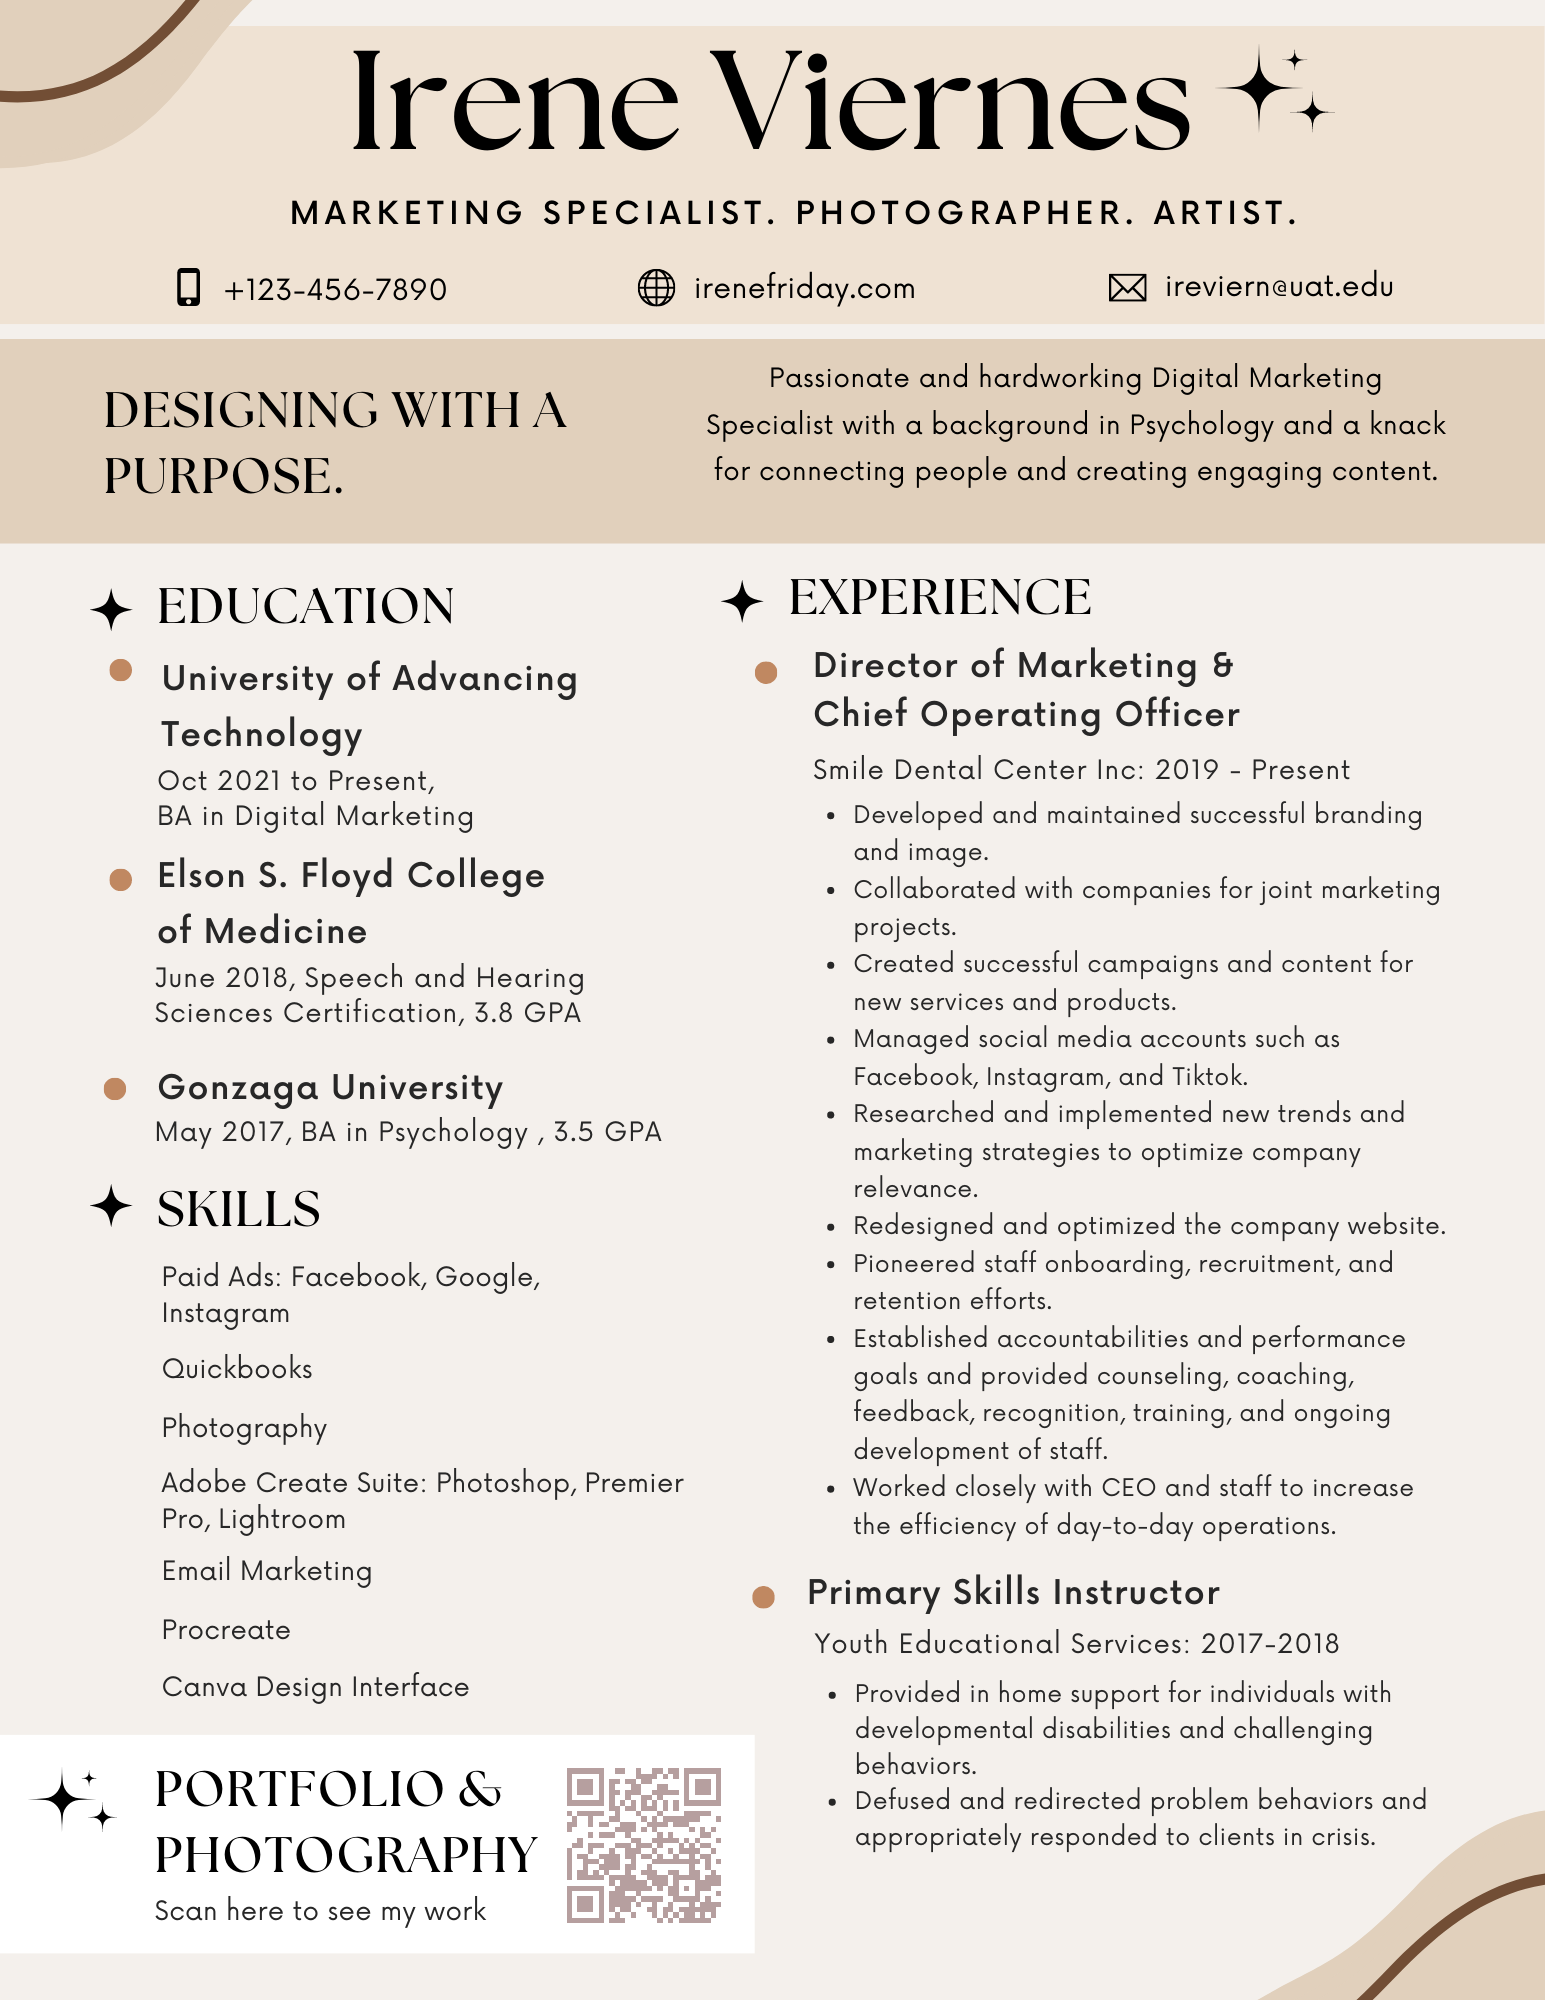 Irene Viernes
MARKETING SPECIALIST. PHOTOGRAPHER. ARTIST.
+123-456-7890
irenefriday.com
ireviern@uat.edu
DESIGNING WITH A
PURPOSE.
Passionate and hardworking Digital Marketing
Specialist with a background in Psychology and a knack
for connecting people and creating engaging content.
EDUCATION
University of Advancing
Technology
Oct 2021 to Present,
BA in Digital Marketing
Elson S. Floyd College
of Medicine
June 2018, Speech and Hearing
Sciences Certification, 3.8 GPA
Gonzaga University
May 2017, BA in Psychology , 3.5 GPA
SKILLS
Paid Ads: Facebook, Google,
Instagram
Quickbooks
Photography
Adobe Create Suite: Photoshop, Premier
Pro, Lightroom
Email Marketing
Procreate
Canva Design Interface
PORTFOLIO &
PHOTOGRAPHY
Scan here to see my work
EXPERIENCE
Director of Marketing &
Chief Operating Officer
Smile Dental Center Inc: 2019 - Present
• Developed and maintained successful branding
and image.
• Collaborated with companies for joint marketing
projects.
• Created successful campaigns and content for
new services and products.
• Managed social media accounts such as
Facebook, Instagram, and Tiktok.
• Researched and implemented new trends and
marketing strategies to optimize company
relevance.
• Redesigned and optimized the company website.
• Pioneered staff onboarding, recruitment, and
retention efforts.
• Established accountabilities and performance
goals and provided counseling, coaching,
feedback, recognition, training, and ongoing
development of staff.
• Worked closely with CEO and staff to increase
the efficiency of day-to-day operations.
Primary Skills Instructor
Youth Educational Services: 2017-2018
• Provided in home support for individuals with
developmental disabilities and challenging
behaviors.
• Defused and redirected problem behaviors and
appropriately responded to clients in crisis.